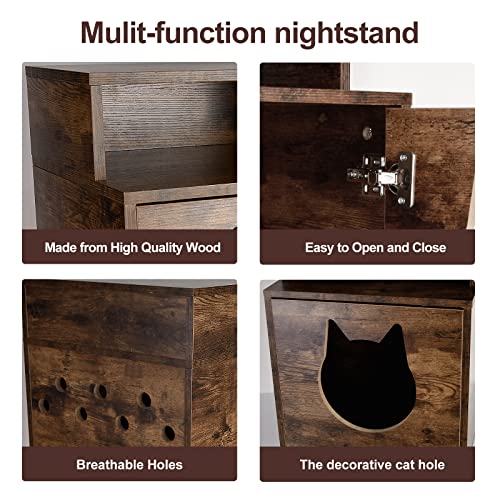 Mulit-function nightstand
Made from High Quality Wood
Easy to Open and Close
Breathable Holes
The decorative cat hole